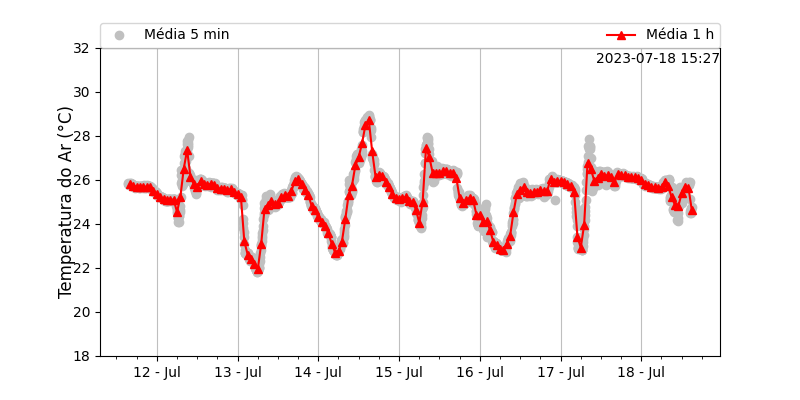 Média 5 min
Média 1 h
2023-07-18 15:27
Temperatura do Ar (°C)
32
30
28
26
24
22
20
18
12 - Jul
13 - Jul
14 - Jul
15 - Jul
16 - Jul
17 - Jul
18 - Jul